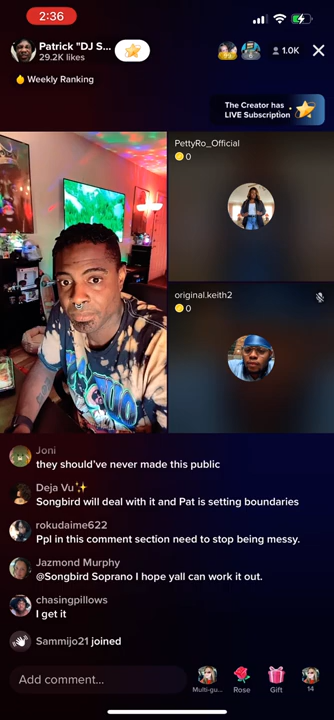 2:36
Patrick "DJ S...
29.2K likes
1.0K
Weekly Ranking
The Creator has
LIVE Subscription
PettyRo_Official
0
original.keith2
0
Joni
they should've never made this public
Deja Vu✨
Songbird will deal with it and Pat is setting boundaries
rokudaime622
Ppl in this comment section need to stop being messy.
Jazmond Murphy
@Songbird Soprano I hope yall can work it out.
chasingpillows
I get it
Sammijo21 joined
Add comment...
Multi-gu...
Rose
Gift
14